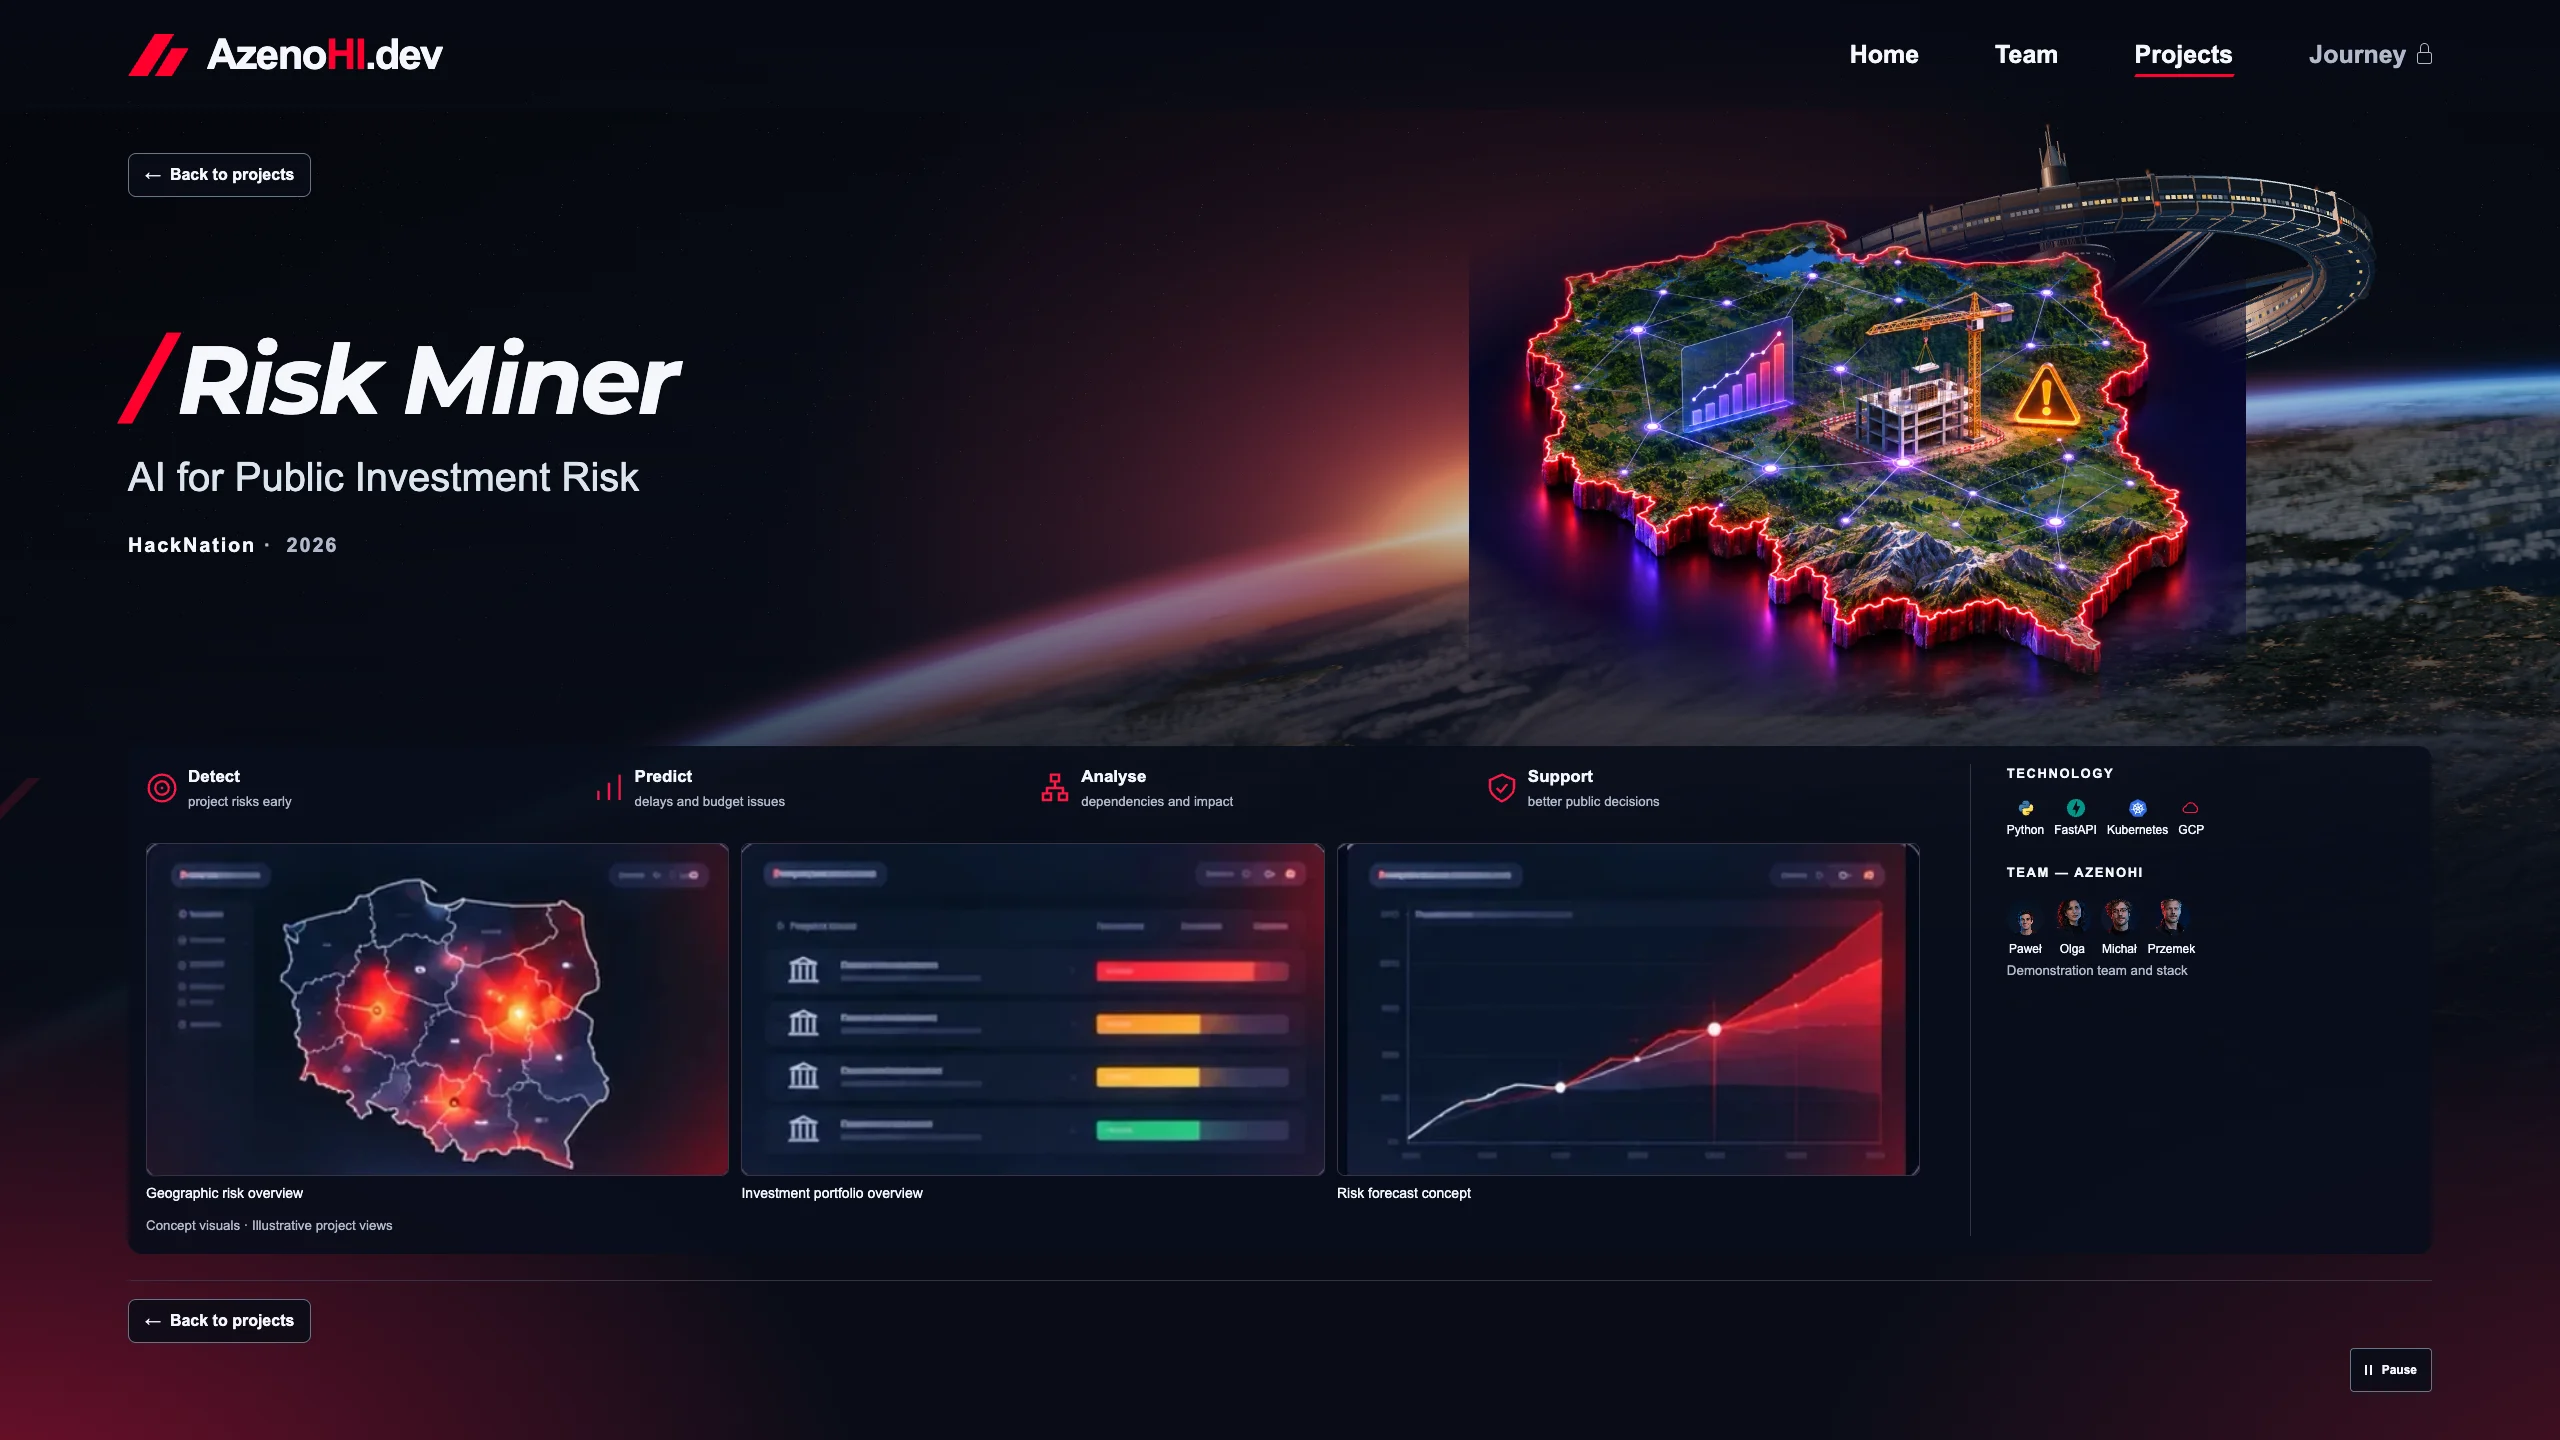 AzenoHI.dev
Home
Team
Projects
Journey
← Back to projects
/Risk Miner
AI for Public Investment Risk
HackNation · 2026
Detect
project risks early
Predict
delays and budget issues
Analyse
dependencies and impact
Support
better public decisions
Geographic risk overview
Investment portfolio overview
Risk forecast concept
Concept visuals · Illustrative project views
TECHNOLOGY
Python FastAPI Kubernetes GCP
TEAM — AZENOHI
Paweł Olga Michał Przemek
Demonstration team and stack
← Back to projects
Pause